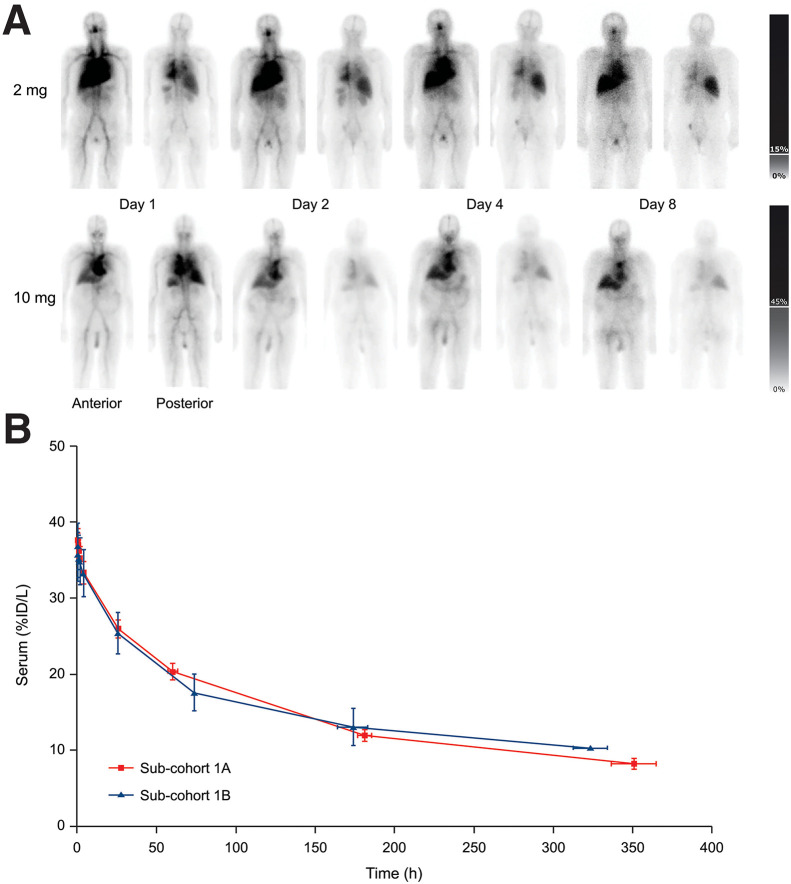 A
2 mg
15%
0%
Day 1 Day 2 Day 4 Day 8
10 mg
45%
0%
Anterior Posterior
B
50
40
30
20
10
0
Serum (%ID/L)
Sub-cohort 1A
Sub-cohort 1B
0 50 100 150 200 250 300 350 400
Time (h)